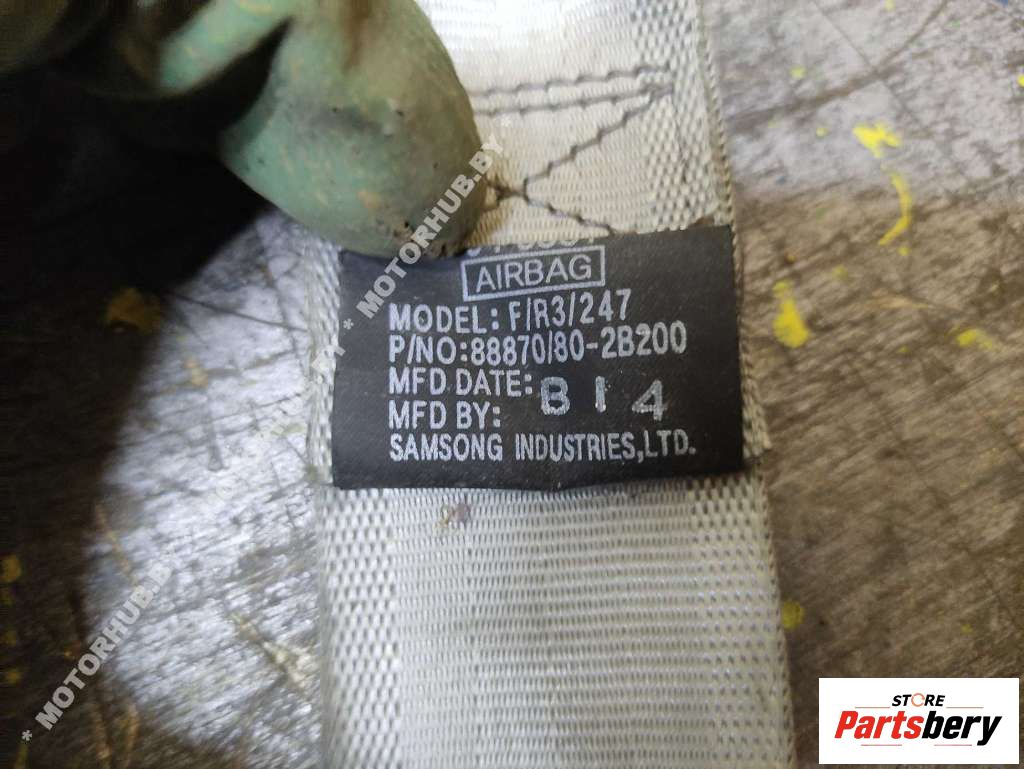 AIRBAG
MODEL: F/R3/247
P/NO:88870/80-2B200
MFD DATE: 814
MFD BY:
SAMSONG INDUSTRIES,LTD.
* MOTORHUB.BY
* MOTORHUB.BY
STORE
Partsbery